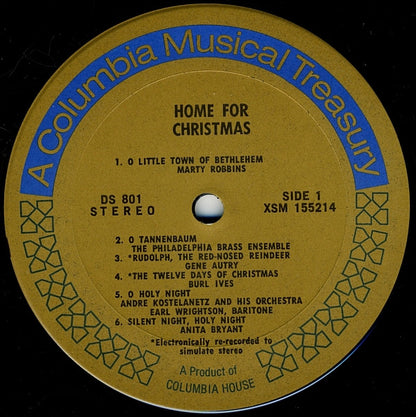 A Columbia Musical Treasury
HOME FOR
CHRISTMAS
1. O LITTLE TOWN OF BETHLEHEM
MARTY ROBBINS
DS 801
STEREO
SIDE 1
XSM 155214
2. O TANNENBAUM
THE PHILADELPHIA BRASS ENSEMBLE
3. *RUDOLPH, THE RED-NOSED REINDEER
GENE AUTRY
4. *THE TWELVE DAYS OF CHRISTMAS
BURL IVES
5. O HOLY NIGHT
ANDRE KOSTELANETZ AND HIS ORCHESTRA
EARL WRIGHTSON, BARITONE
6. SILENT NIGHT, HOLY NIGHT
ANITA BRYANT
*Electronically re-recorded to
simulate stereo
A Product of
COLUMBIA HOUSE